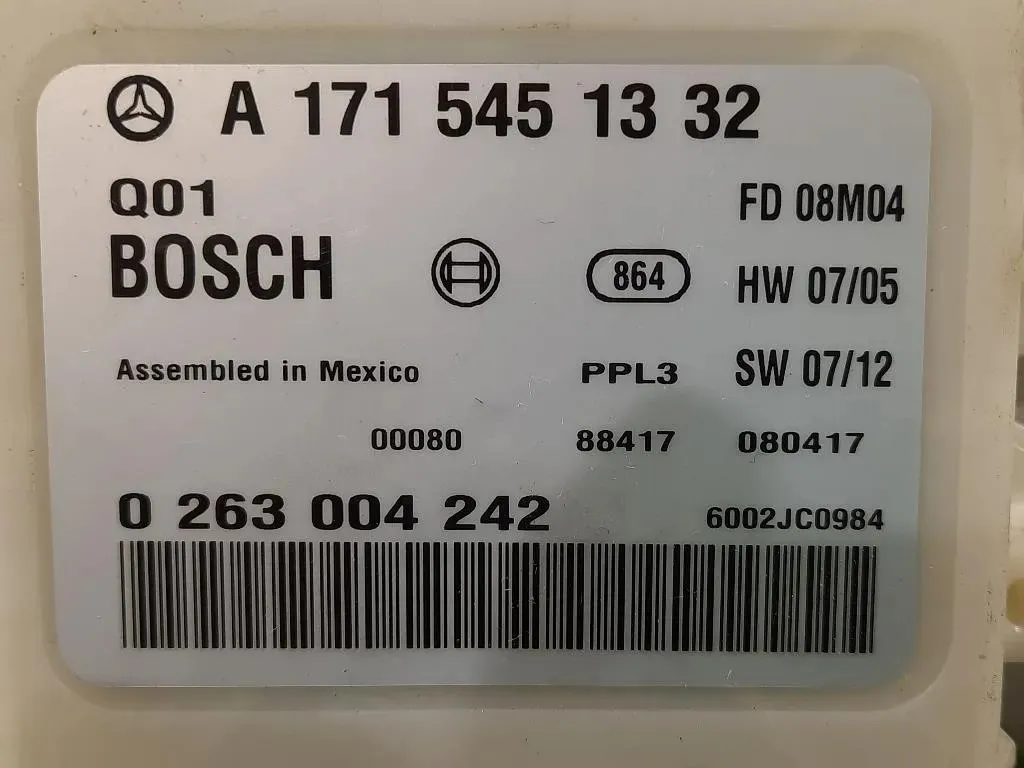 A 171 545 13 32
Q01 FD 08M04
BOSCH 864 HW 07/05
Assembled in Mexico PPL3 SW 07/12
00080 88417 080417
0 263 004 242 6002JC0984